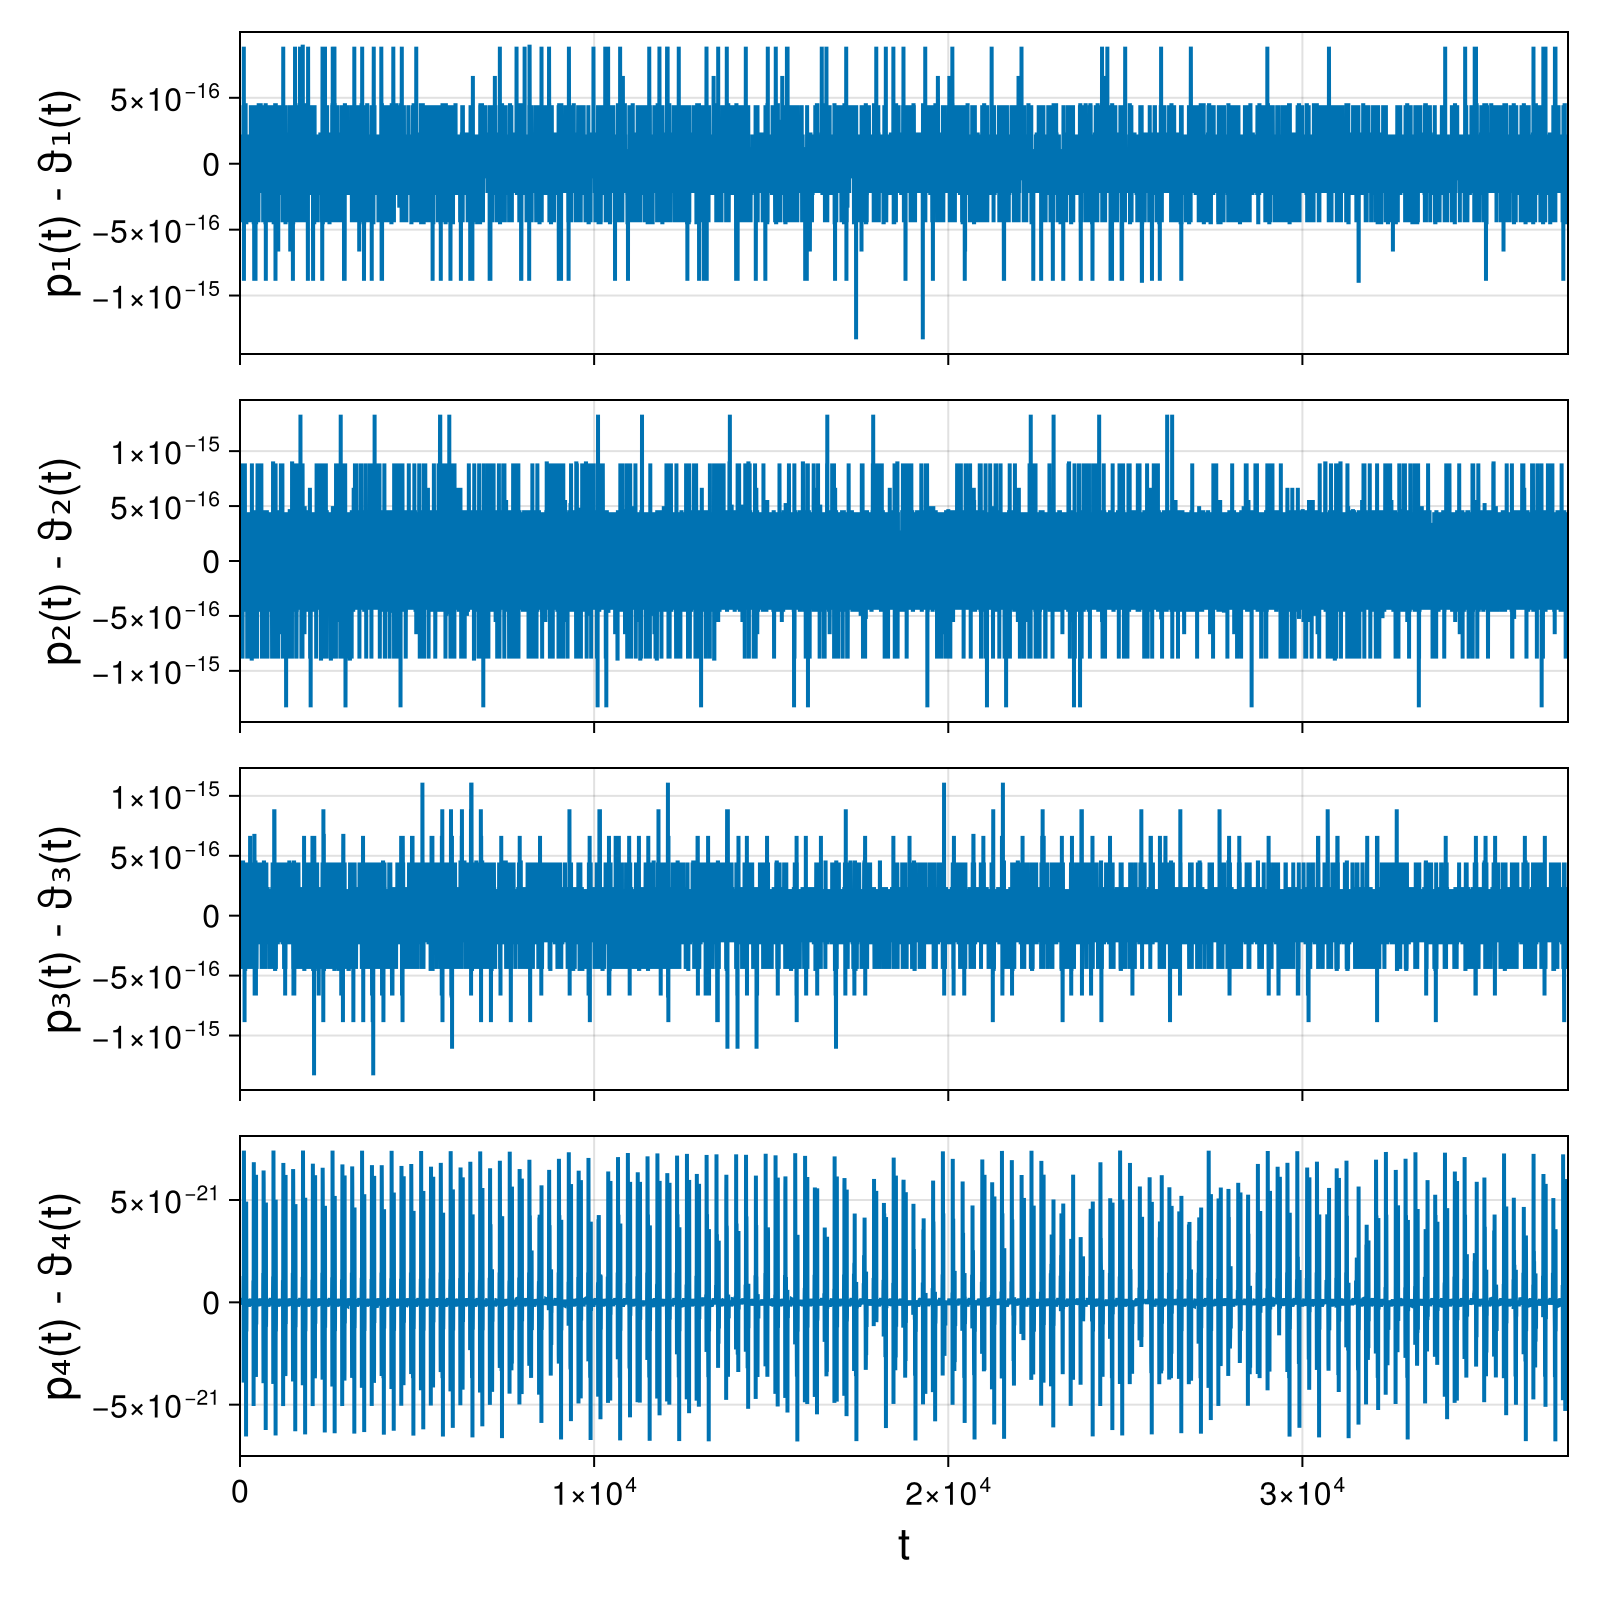 p₁(t) - ϑ₁(t)
5×10⁻¹⁶
0
−5×10⁻¹⁶
−1×10⁻¹⁵
p₂(t) - ϑ₂(t)
1×10⁻¹⁵
5×10⁻¹⁶
0
−5×10⁻¹⁶
−1×10⁻¹⁵
p₃(t) - ϑ₃(t)
1×10⁻¹⁵
5×10⁻¹⁶
0
−5×10⁻¹⁶
−1×10⁻¹⁵
p₄(t) - ϑ₄(t)
5×10⁻²¹
0
−5×10⁻²¹
0 1×10⁴ 2×10⁴ 3×10⁴
t